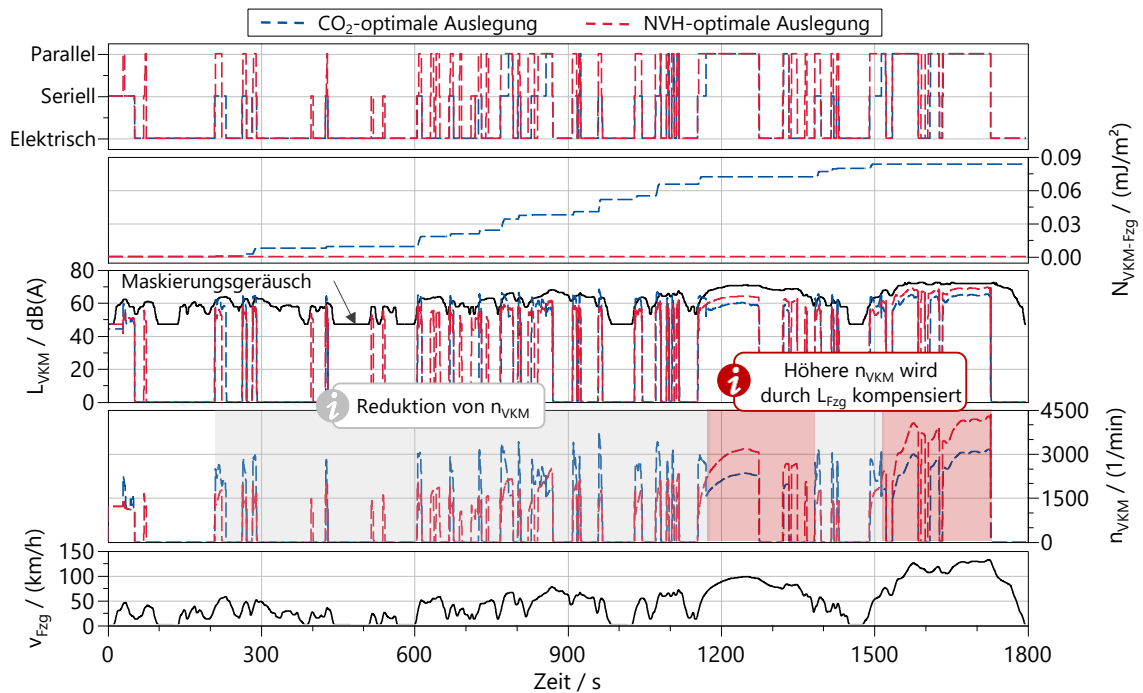 CO₂-optimale Auslegung NVH-optimale Auslegung
Parallel
Seriell
Elektrisch
0.09
0.06
0.03
0.00
N_VKM-Fzg / (mJ/m²)
80
60
40
20
0
L_VKM / dB(A)
Maskierungsgeräusch
i Reduktion von n_VKM
i Höhere n_VKM wird
durch L_Fzg kompensiert
4500
3000
1500
0
n_VKM / (1/min)
150
100
50
0
v_Fzg / (km/h)
0 300 600 900 1200 1500 1800
Zeit / s